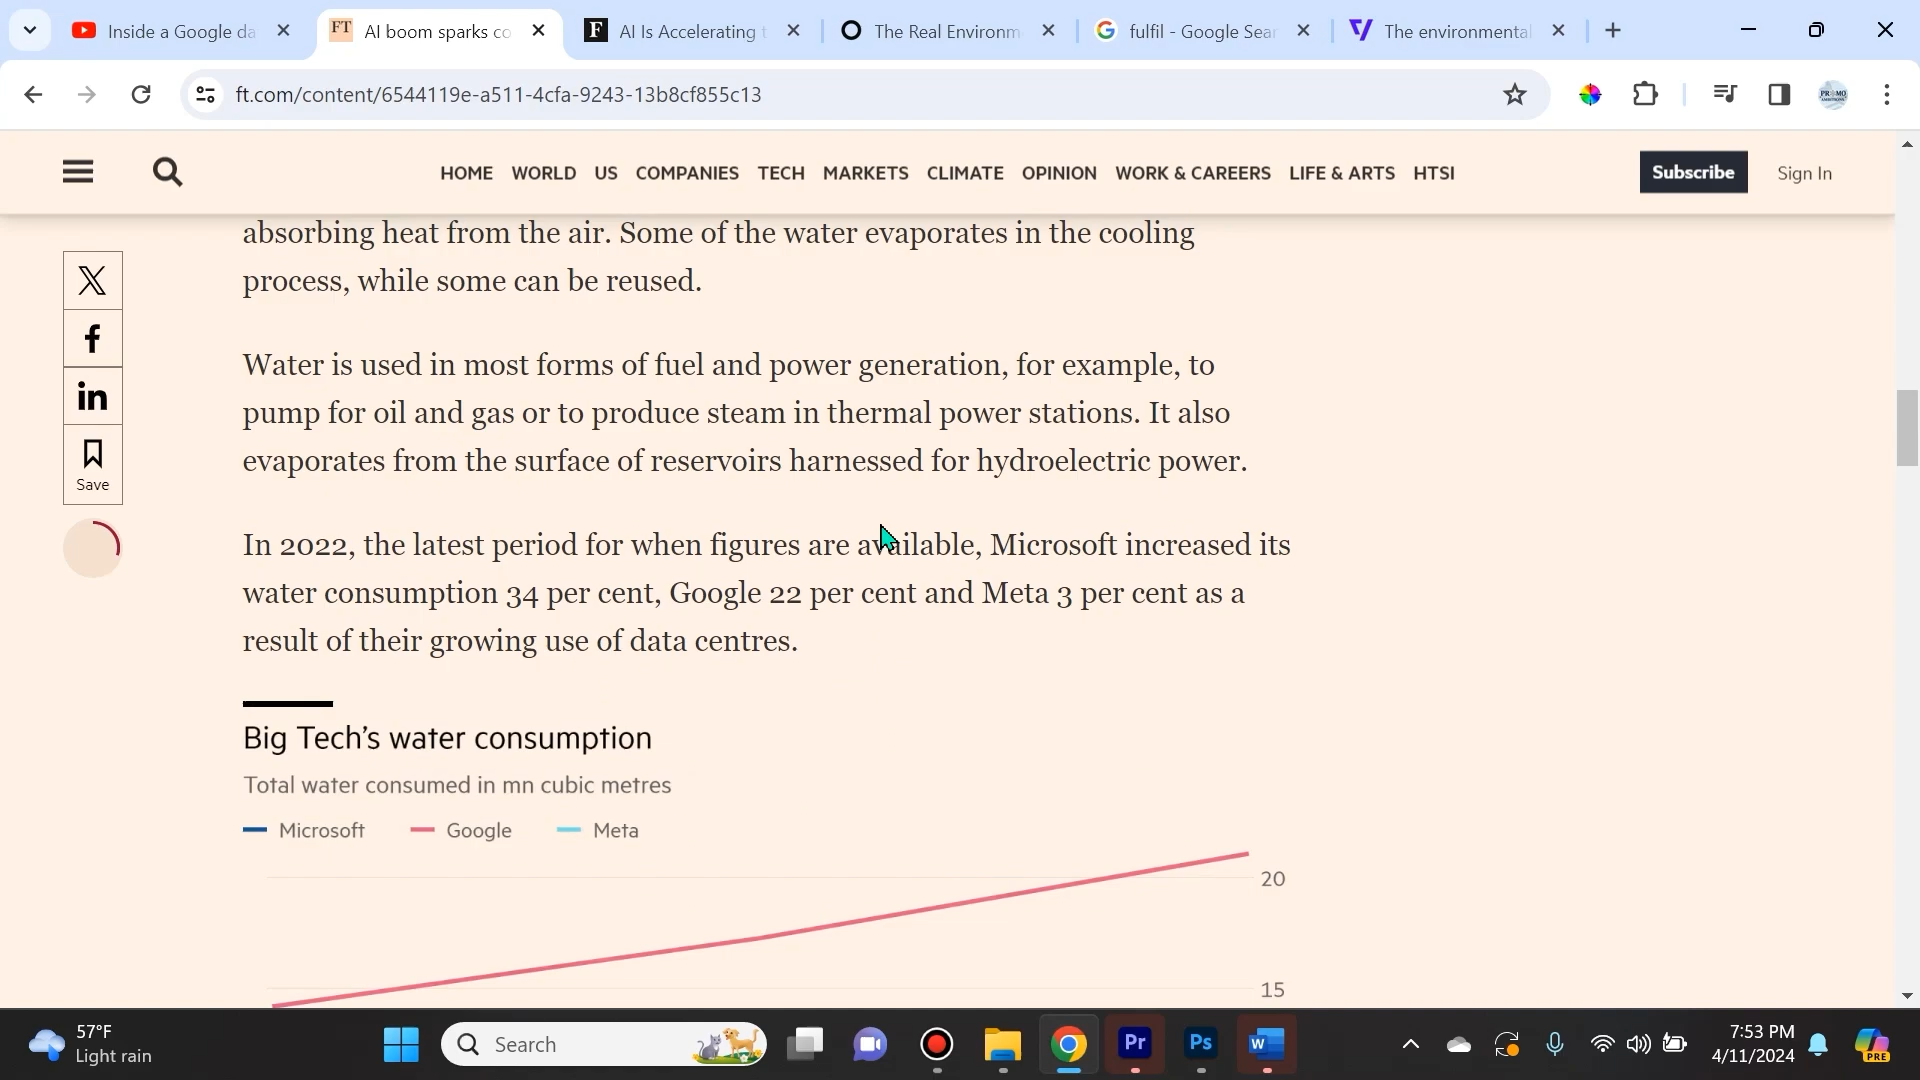 Inside a Google da
FT AI boom sparks co
F AI Is Accelerating t
The Real Environm
G fulfil - Google Sear
The environmental
ft.com/content/6544119e-a511-4cfa-9243-13b8cf855c13
HOME WORLD US COMPANIES TECH MARKETS CLIMATE OPINION WORK & CAREERS LIFE & ARTS HTSI
Subscribe
Sign In
absorbing heat from the air. Some of the water evaporates in the cooling
process, while some can be reused.
Water is used in most forms of fuel and power generation, for example, to
pump for oil and gas or to produce steam in thermal power stations. It also
evaporates from the surface of reservoirs harnessed for hydroelectric power.
Save
In 2022, the latest period for when figures are available, Microsoft increased its
water consumption 34 per cent, Google 22 per cent and Meta 3 per cent as a
result of their growing use of data centres.
Big Tech's water consumption
Total water consumed in mn cubic metres
Microsoft Google Meta
20
15
57°F
Light rain
Search
Pr
Ps
W
7:53 PM
4/11/2024
PRE